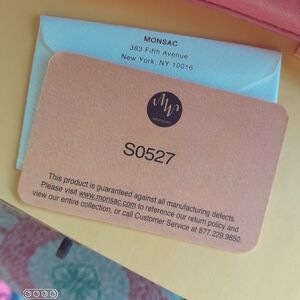 MONSAC
383 Fifth Avenue
New York, NY 10016
S0527
This product is guaranteed against all manufacturing defects.
Please visit www.monsac.com to reference our return policy and
view our entire collection, or call Customer Service at 877.229.9850.